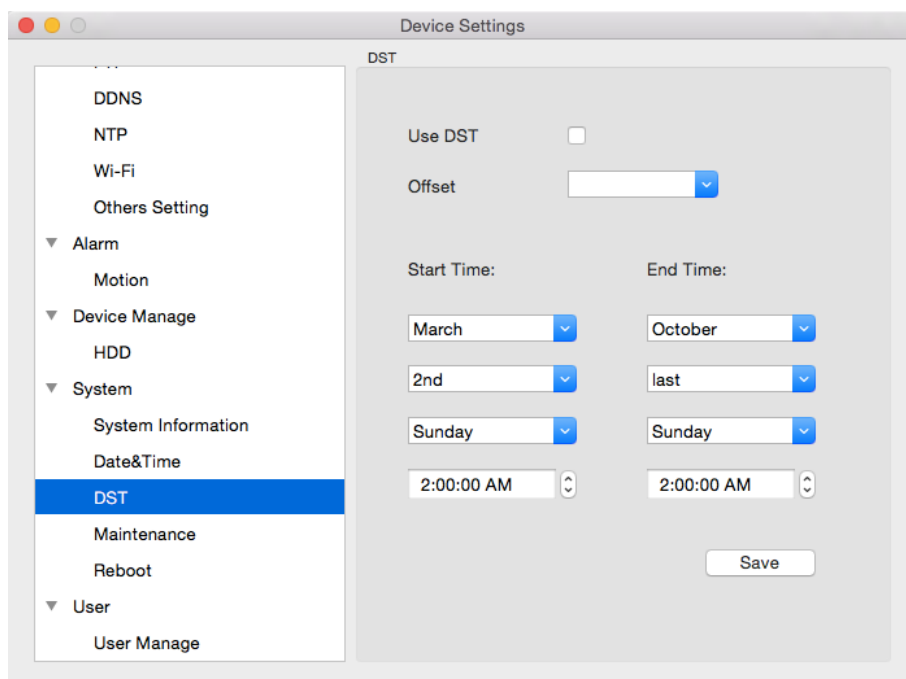 Device Settings
DDNS
NTP
Wi-Fi
Others Setting
Alarm
Motion
Device Manage
HDD
System
System Information
Date&Time
DST
Maintenance
Reboot
User
User Manage
DST
Use DST
Offset
Start Time: End Time:
March October
2nd last
Sunday Sunday
2:00:00 AM 2:00:00 AM
Save